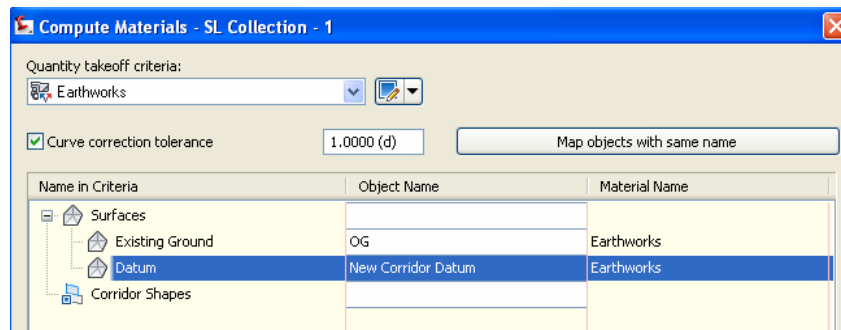 Compute Materials - SL Collection - 1
Quantity takeoff criteria:
Earthworks
Curve correction tolerance 1.0000 (d) Map objects with same name
Name in Criteria Object Name Material Name
Surfaces
Existing Ground OG Earthworks
Datum New Corridor Datum Earthworks
Corridor Shapes